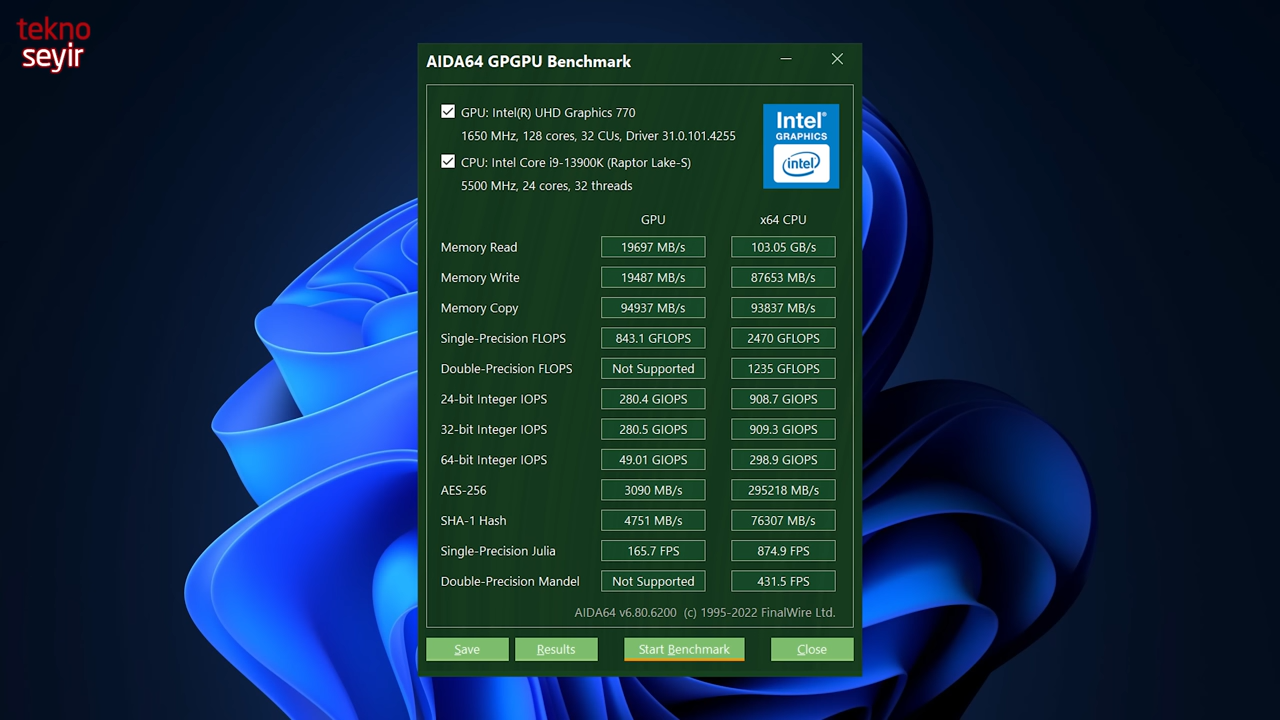 tekno
seyir
AIDA64 GPGPU Benchmark
GPU: Intel(R) UHD Graphics 770
1650 MHz, 128 cores, 32 CUs, Driver 31.0.101.4255
CPU: Intel Core i9-13900K (Raptor Lake-S)
5500 MHz, 24 cores, 32 threads
Intel®
GRAPHICS
intel
GPU x64 CPU
Memory Read 19697 MB/s 103.05 GB/s
Memory Write 19487 MB/s 87653 MB/s
Memory Copy 94937 MB/s 93837 MB/s
Single-Precision FLOPS 843.1 GFLOPS 2470 GFLOPS
Double-Precision FLOPS Not Supported 1235 GFLOPS
24-bit Integer IOPS 280.4 GIOPS 908.7 GIOPS
32-bit Integer IOPS 280.5 GIOPS 909.3 GIOPS
64-bit Integer IOPS 49.01 GIOPS 298.9 GIOPS
AES-256 3090 MB/s 295218 MB/s
SHA-1 Hash 4751 MB/s 76307 MB/s
Single-Precision Julia 165.7 FPS 874.9 FPS
Double-Precision Mandel Not Supported 431.5 FPS
AIDA64 v6.80.6200 (c) 1995-2022 FinalWire Ltd.
Save Results Start Benchmark Close